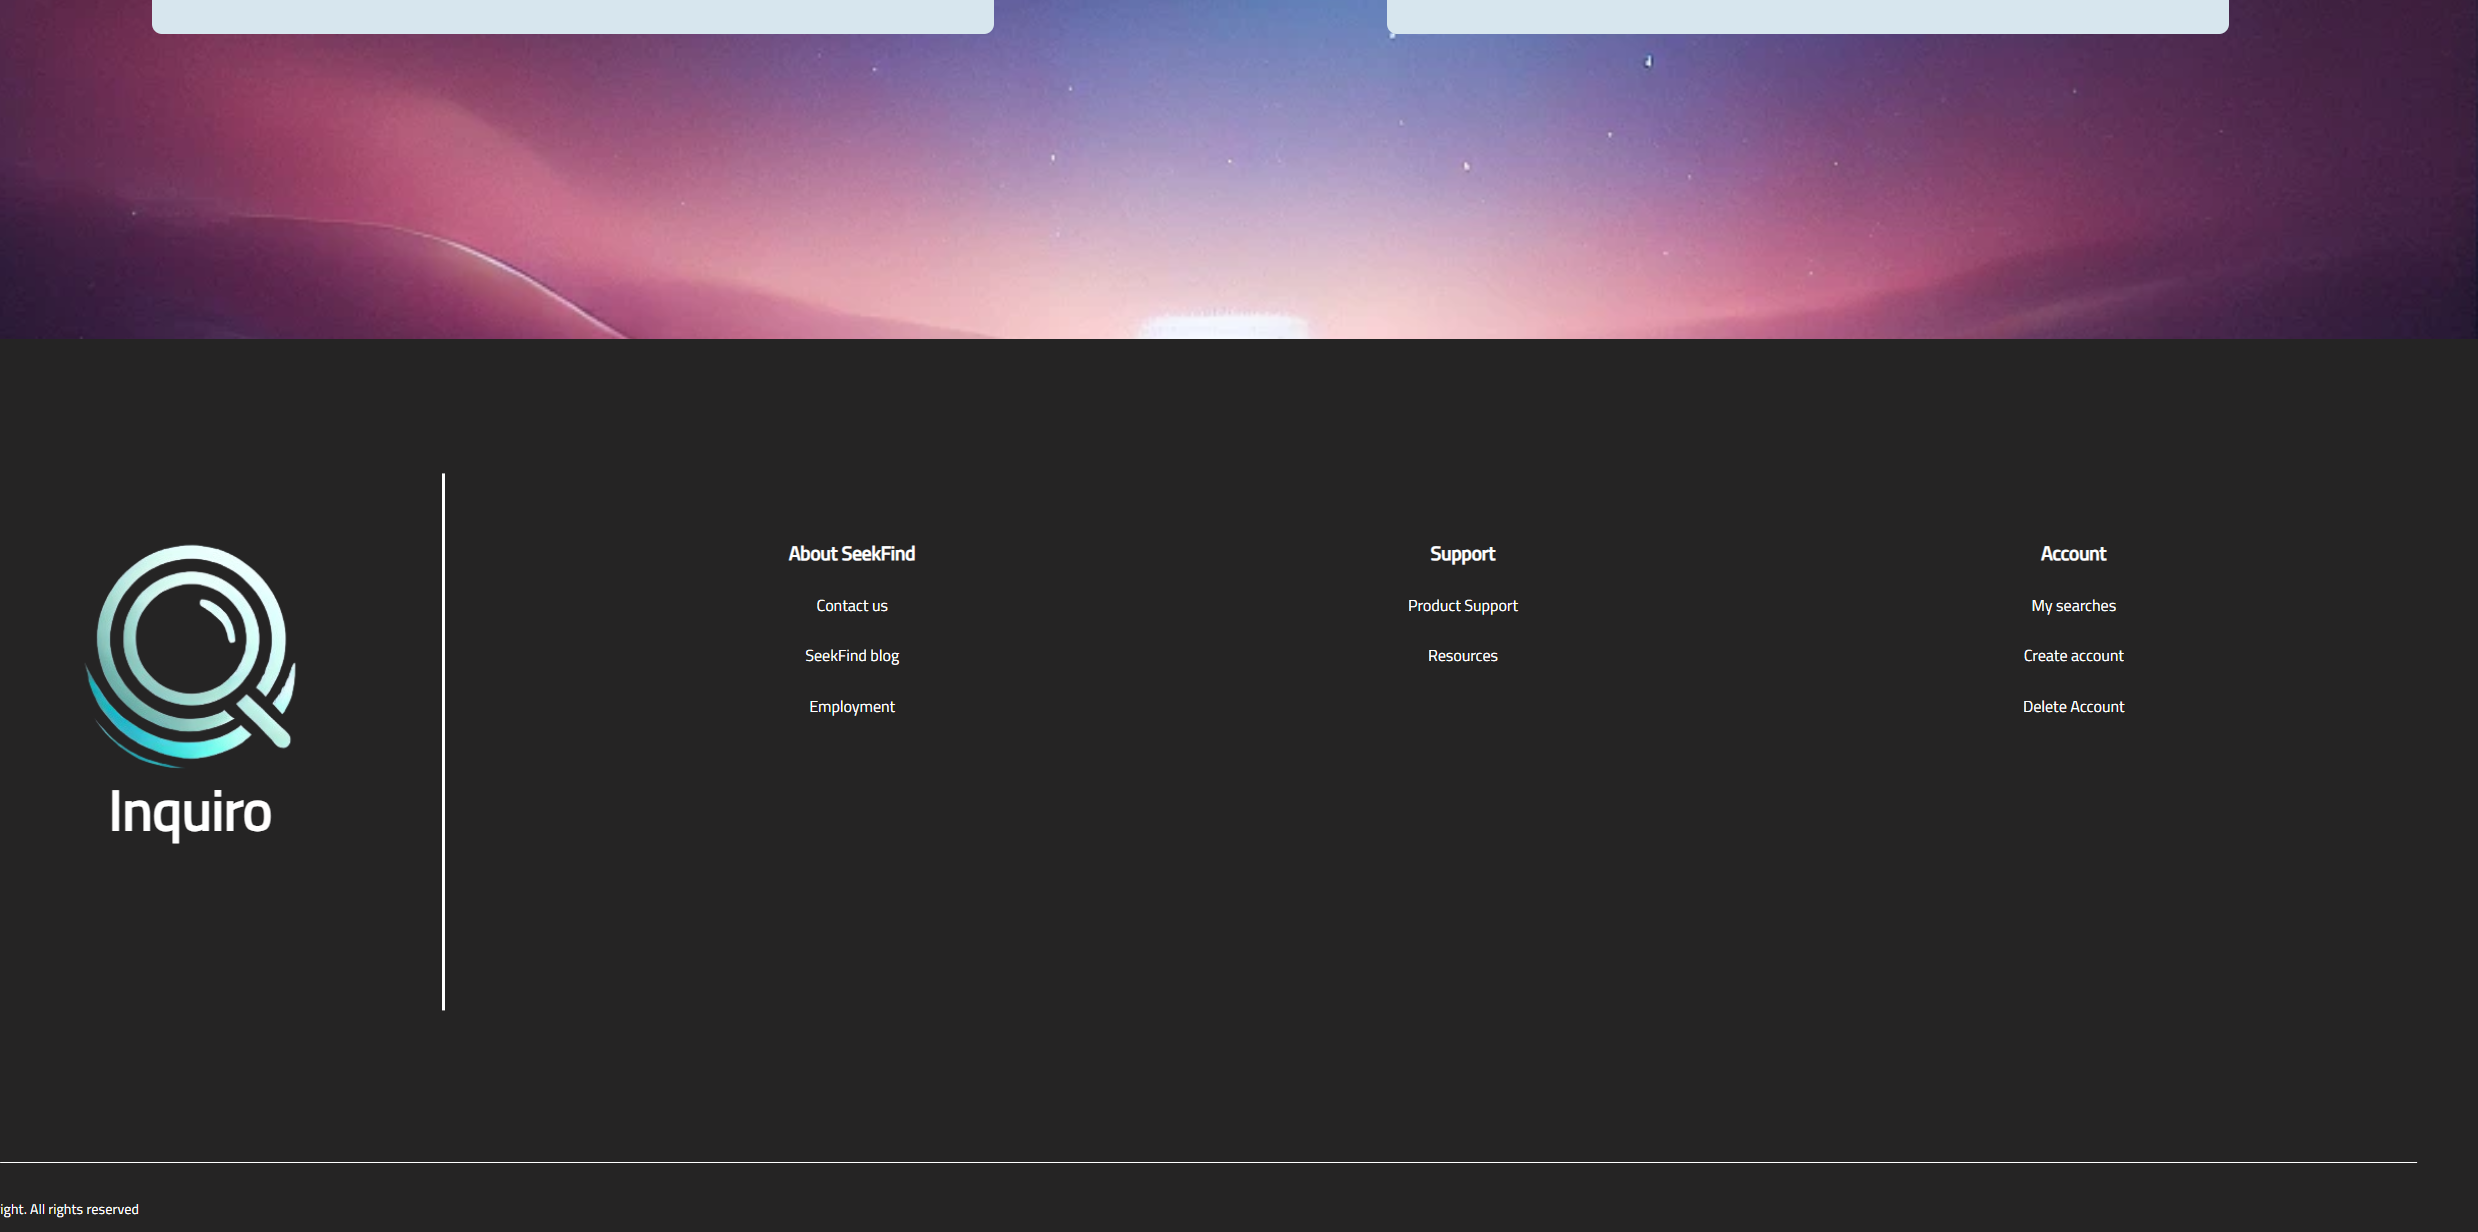 About SeekFind
Contact us
SeekFind blog
Employment
Support
Product Support
Resources
Account
My searches
Create account
Delete Account
Inquiro
ight. All rights reserved